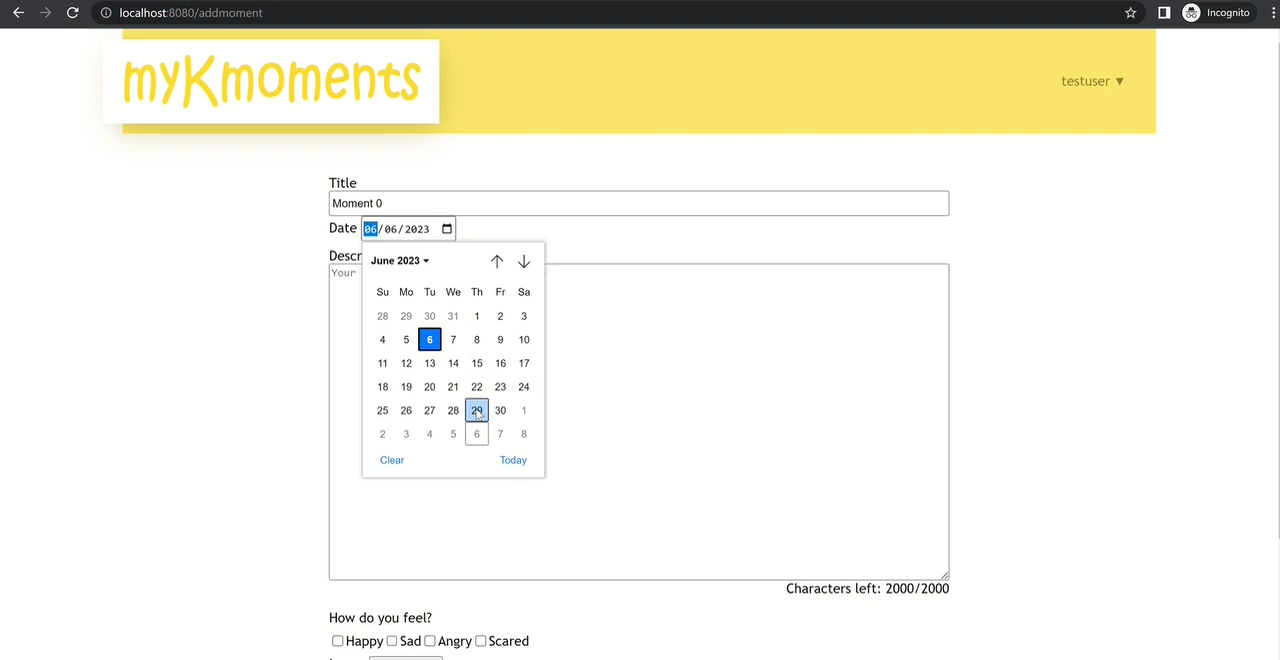 localhost:8080/addmoment
Incognito
myKmoments
testuser ▼
Title
Moment 0
Date 06/06/2023
Descr
Your
June 2023
Su Mo Tu We Th Fr Sa
28 29 30 31 1 2 3
4 5 6 7 8 9 10
11 12 13 14 15 16 17
18 19 20 21 22 23 24
25 26 27 28 29 30 1
2 3 4 5 6 7 8
Clear Today
Characters left: 2000/2000
How do you feel?
Happy Sad Angry Scared